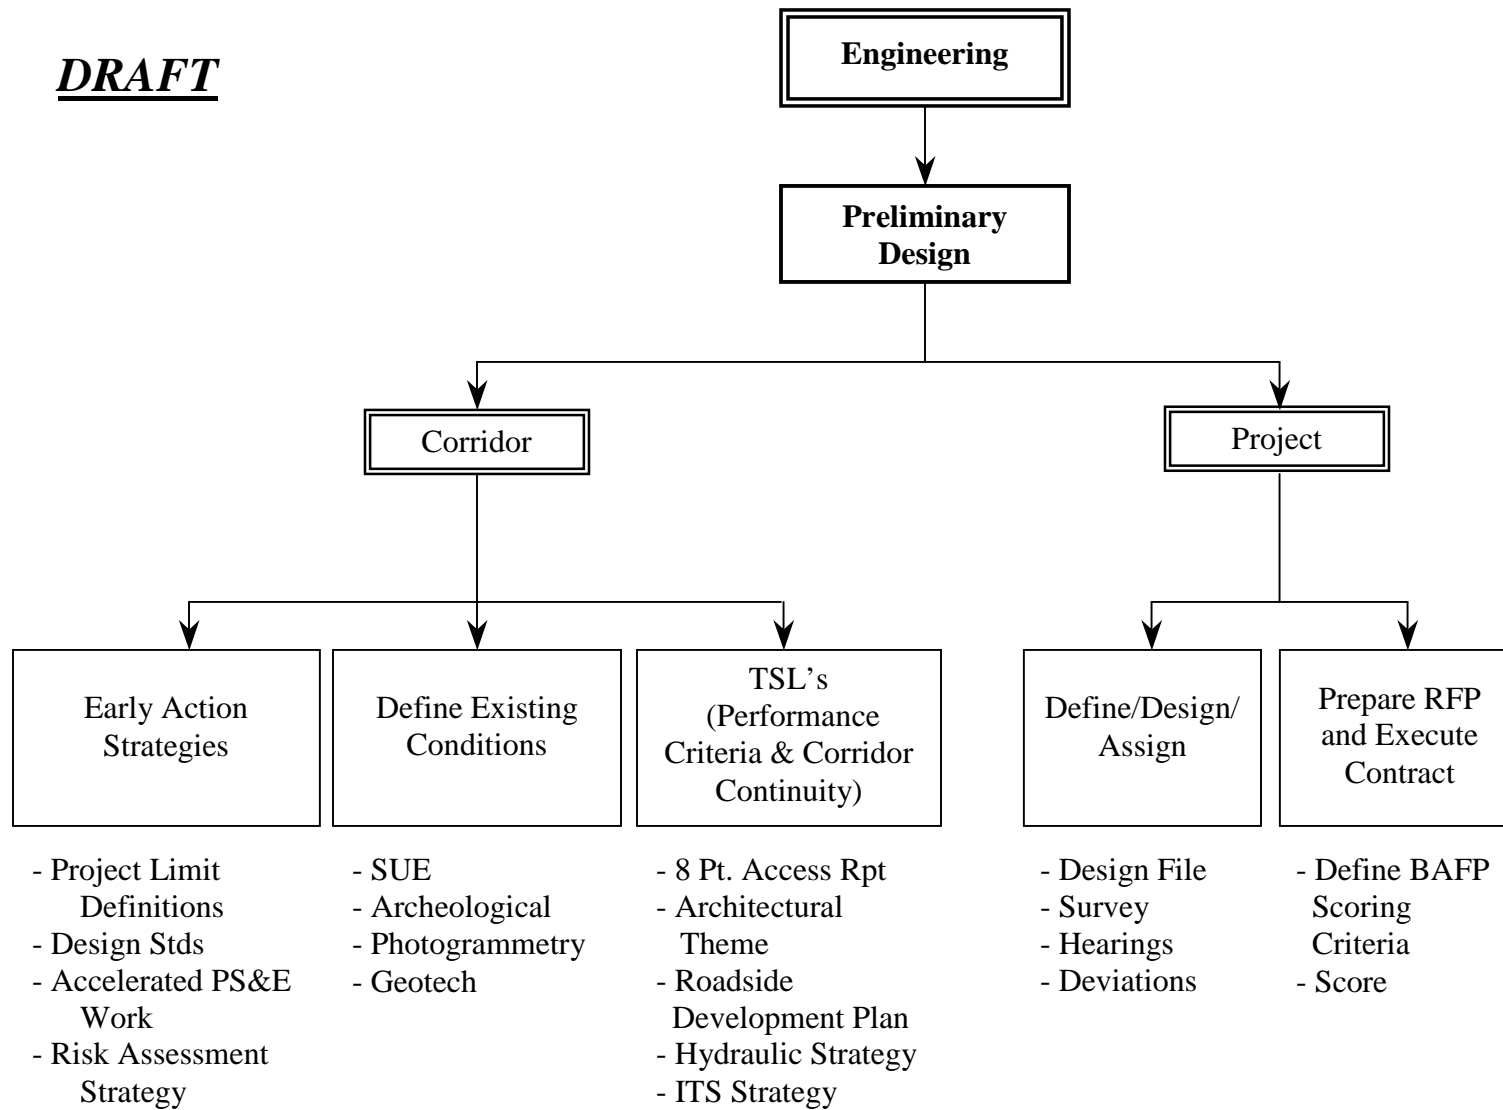 DRAFT
Engineering
Preliminary
Design
Corridor
Project
Early Action
Strategies
Define Existing
Conditions
TSL's
(Performance
Criteria & Corridor
Continuity)
Define/Design/
Assign
Prepare RFP
and Execute
Contract
- Project Limit
Definitions
- Design Stds
- Accelerated PS&E
Work
- Risk Assessment
Strategy
- SUE
- Archeological
- Photogrammetry
- Geotech
- 8 Pt. Access Rpt
- Architectural
Theme
- Roadside
Development Plan
- Hydraulic Strategy
- ITS Strategy
- Design File
- Survey
- Hearings
- Deviations
- Define BAFP
Scoring
Criteria
- Score